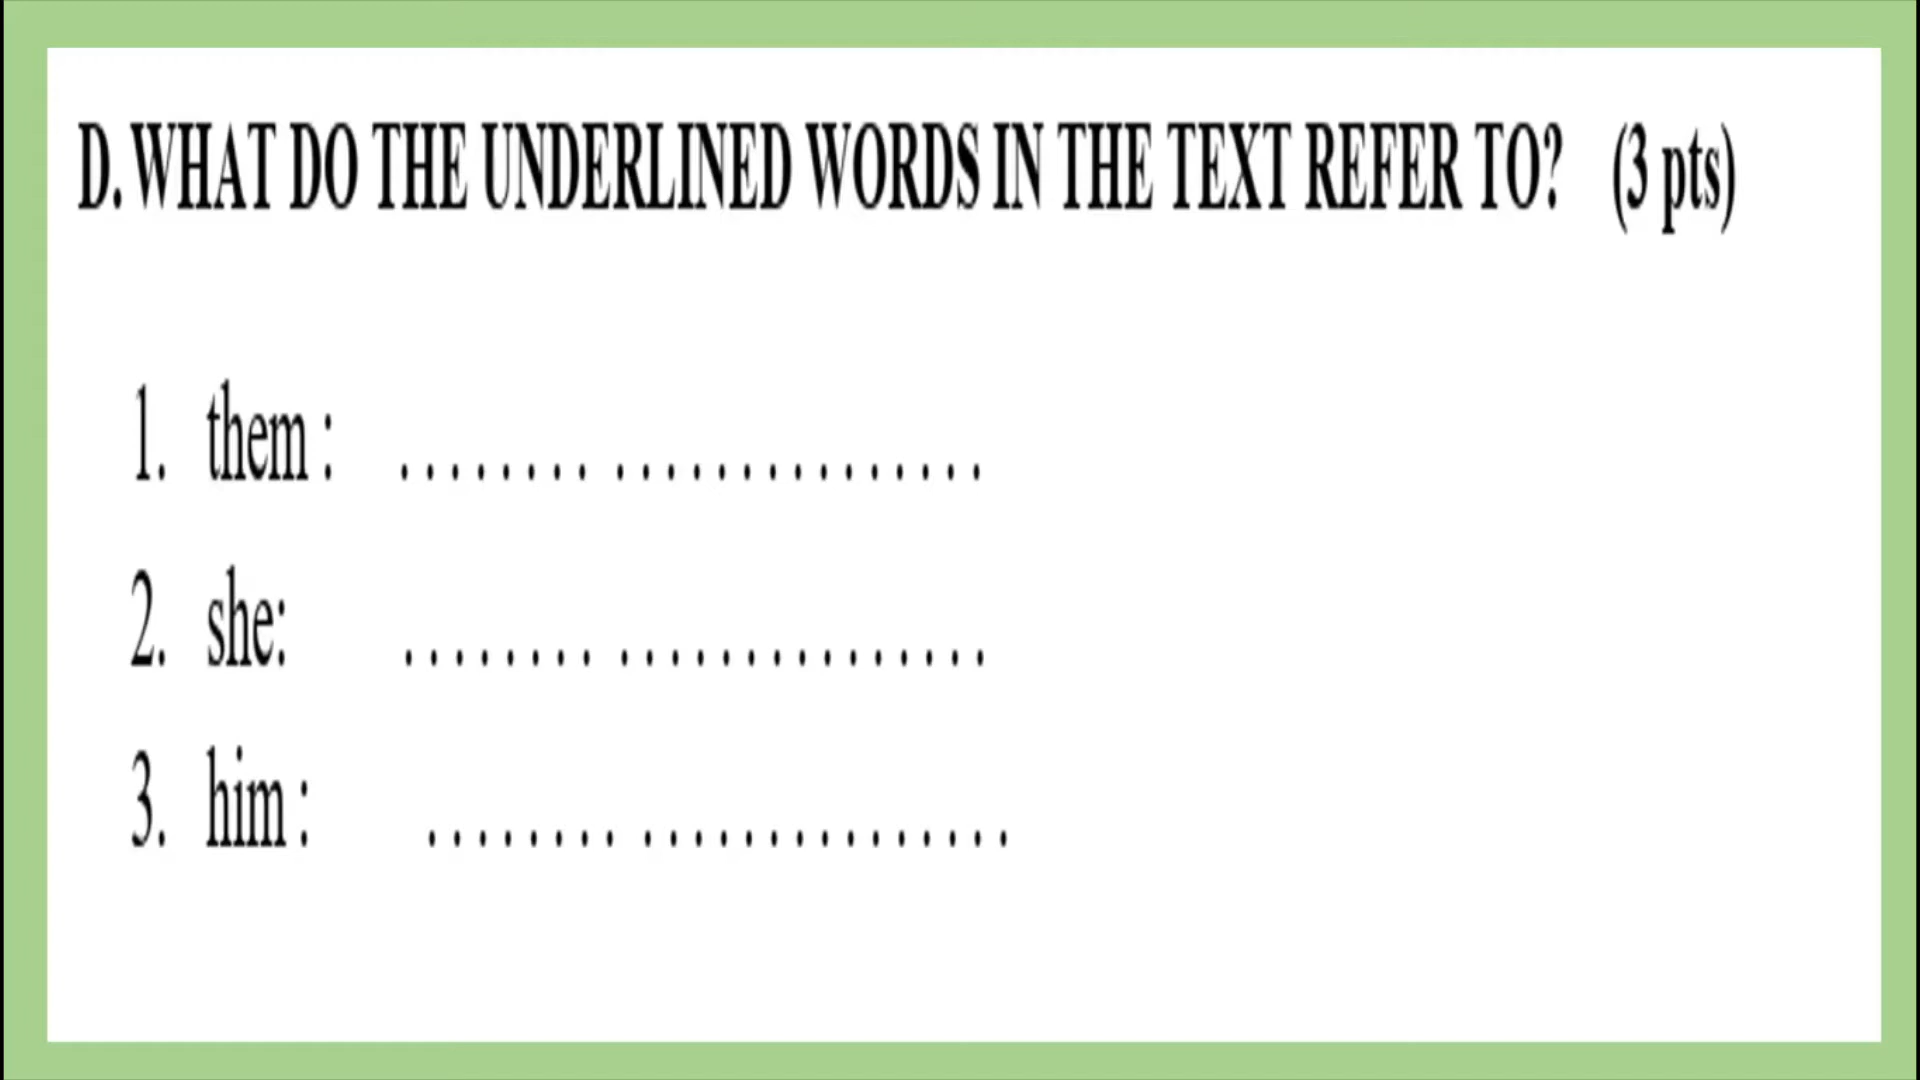 D. WHAT DO THE UNDERLINED WORDS IN THE TEXT REFER TO? (3 pts)
1. them : ........ ...............
2. she: ........ ...............
3. him : ........ ...............